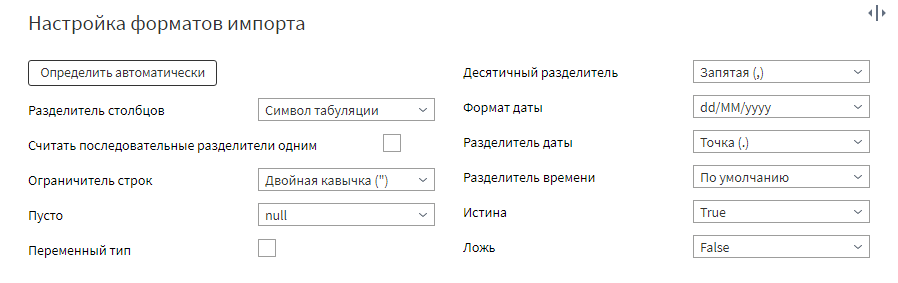 Настройка форматов импорта
Определить автоматически
Разделитель столбцов Символ табуляции
Считать последовательные разделители одним
Ограничитель строк Двойная кавычка (")
Пусто null
Переменный тип
Десятичный разделитель Запятая (,)
Формат даты dd/MM/yyyy
Разделитель даты Точка (.)
Разделитель времени По умолчанию
Истина True
Ложь False